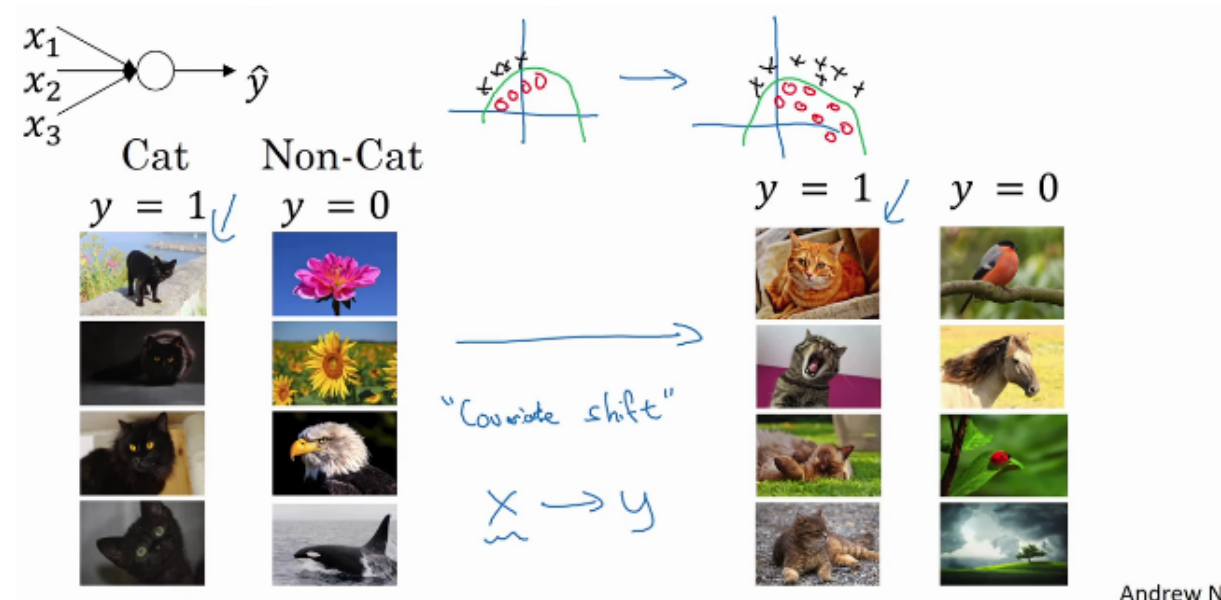 x₁
x₂
x₃
ŷ
Cat Non-Cat
y = 1 y = 0
y = 1 y = 0
"Covariate shift"
x → y
Andrew N